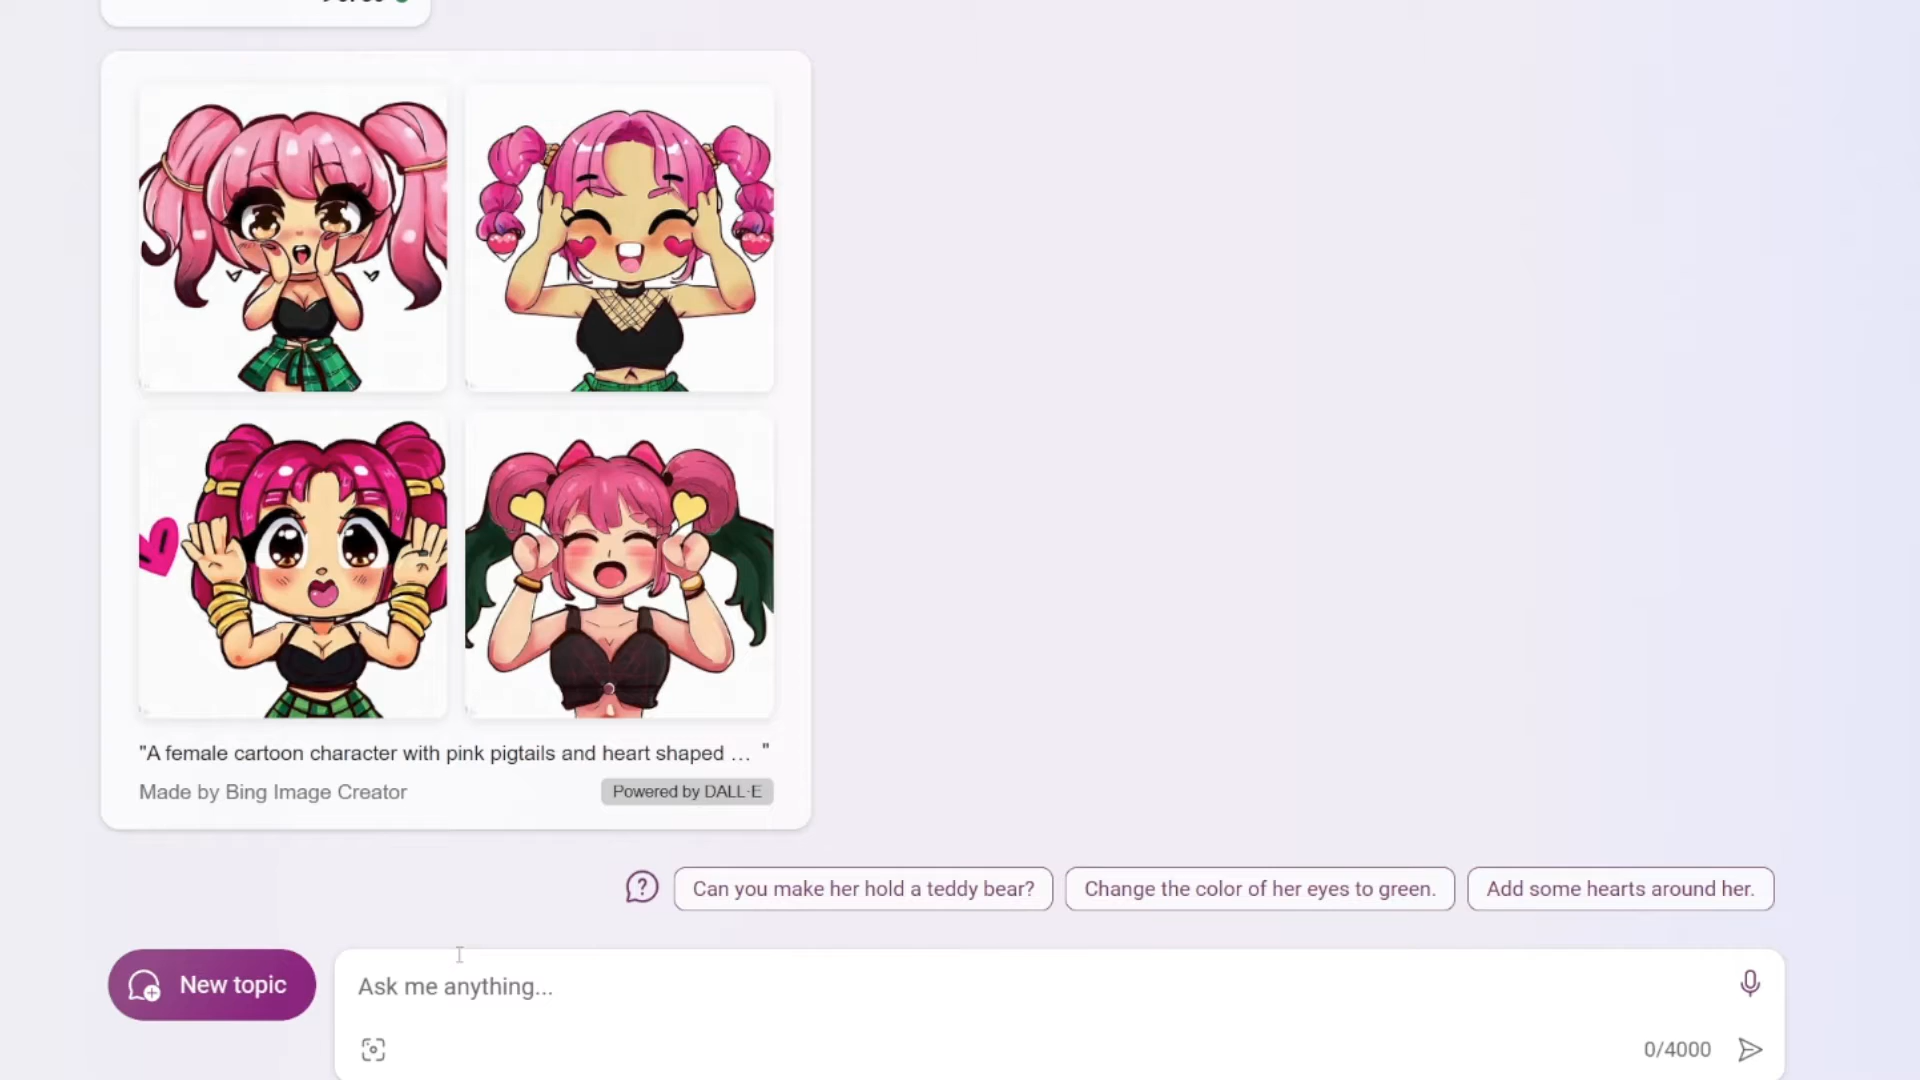 "A female cartoon character with pink pigtails and heart shaped ... "
Made by Bing Image Creator
Powered by DALL·E
Can you make her hold a teddy bear?
Change the color of her eyes to green.
Add some hearts around her.
New topic
Ask me anything...
0/4000